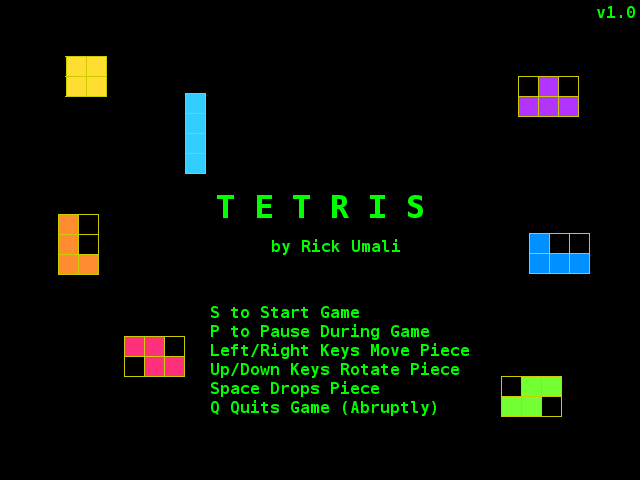 v1.0
T E T R I S
by Rick Umali
S to Start Game
P to Pause During Game
Left/Right Keys Move Piece
Up/Down Keys Rotate Piece
Space Drops Piece
Q Quits Game (Abruptly)